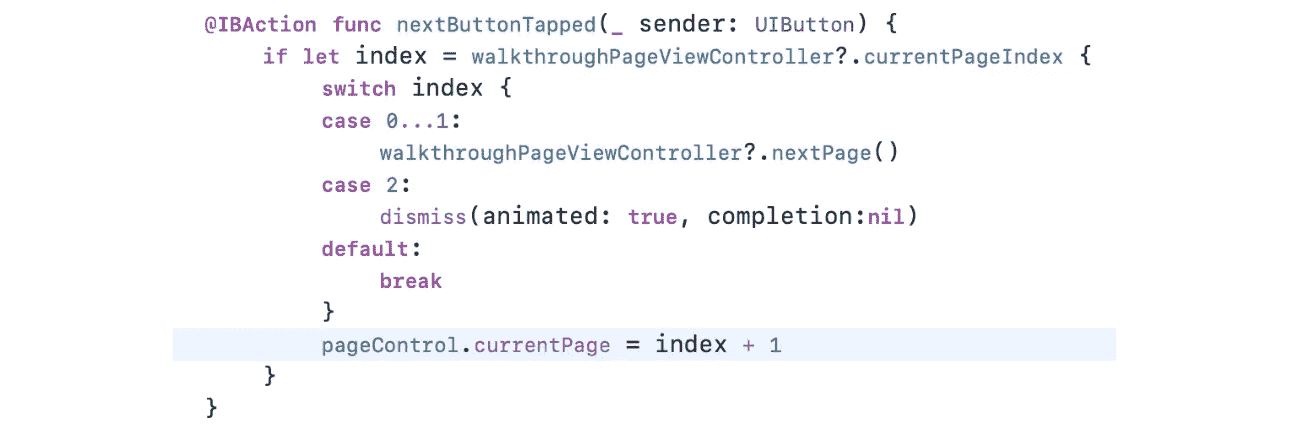 @IBAction func nextButtonTapped(_ sender: UIButton) {
if let index = walkthroughPageViewController?.currentPageIndex {
switch index {
case 0...1:
walkthroughPageViewController?.nextPage()
case 2:
dismiss(animated: true, completion:nil)
default:
break
}
pageControl.currentPage = index + 1
}
}